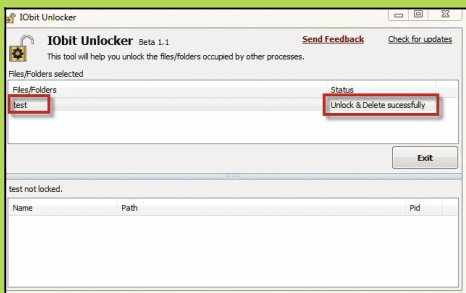 IObit Unlocker
IObit Unlocker Beta 1.1 Send Feedback Check for updates
This tool will help you unlock the files/folders occupied by other processes.
Files/Folders selected
Files/Folders Status
test Unlock & Delete sucessfully
Exit
test not locked.
Name Path Pid